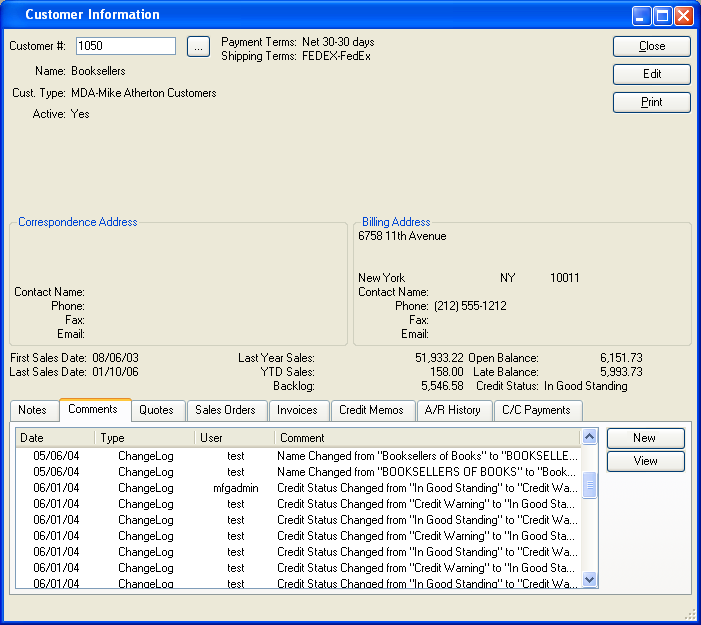 Customer Information
Customer #: 1050 ... Payment Terms: Net 30-30 days Close
Shipping Terms: FEDEX-FedEx
Name: Booksellers Edit
Cust. Type: MDA-Mike Atherton Customers Print
Active: Yes
Correspondence Address Billing Address
6758 11th Avenue
New York NY 10011
Contact Name: Contact Name:
Phone: Phone: (212) 555-1212
Fax: Fax:
Email: Email:
First Sales Date: 08/06/03 Last Year Sales: 51,933.22 Open Balance: 6,151.73
Last Sales Date: 01/10/06 YTD Sales: 158.00 Late Balance: 5,993.73
Backlog: 5,546.58 Credit Status: In Good Standing
Notes Comments Quotes Sales Orders Invoices Credit Memos A/R History C/C Payments
Date Type User Comment New
05/06/04 ChangeLog test Name Changed from "Booksellers of Books" to "BOOKSELLE... View
05/06/04 ChangeLog test Name Changed from "BOOKSELLERS OF BOOKS" to "Book...
06/01/04 ChangeLog mfgadmin Credit Status Changed from "In Good Standing" to "Credit Wa...
06/01/04 ChangeLog test Credit Status Changed from "Credit Warning" to "In Good Sta...
06/01/04 ChangeLog test Credit Status Changed from "In Good Standing" to "Credit Wa...
06/01/04 ChangeLog test Credit Status Changed from "Credit Warning" to "In Good Sta...
06/01/04 ChangeLog test Credit Status Changed from "In Good Standing" to "Credit Wa...
06/01/04 ChangeLog test Credit Status Changed from "Credit Warning" to "In Good Sta...
06/01/04 ChangeLog test Credit Status Changed from "In Good Standing" to "Credit Wa...